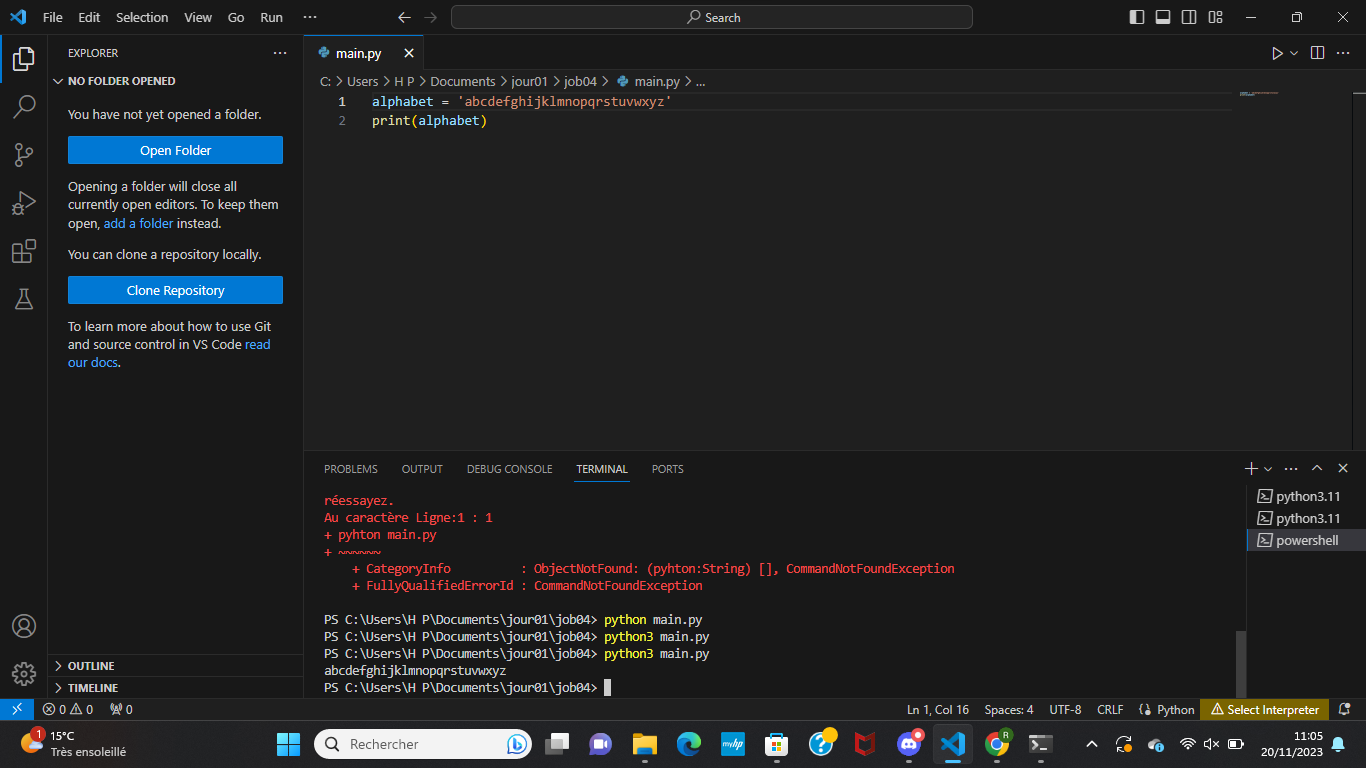 File Edit Selection View Go Run ···
Search
EXPLORER
NO FOLDER OPENED
You have not yet opened a folder.
Open Folder
Opening a folder will close all
currently open editors. To keep them
open, add a folder instead.
You can clone a repository locally.
Clone Repository
To learn more about how to use Git
and source control in VS Code read
our docs.
OUTLINE
TIMELINE
main.py
C: > Users > H P > Documents > jour01 > job04 > main.py > ...
1 alphabet = 'abcdefghijklmnopqrstuvwxyz'
2 print(alphabet)
PROBLEMS OUTPUT DEBUG CONSOLE TERMINAL PORTS
réessayez.
Au caractère Ligne:1 : 1
+ pyhton main.py
+ ~~~~~~
+ CategoryInfo : ObjectNotFound: (pyhton:String) [], CommandNotFoundException
+ FullyQualifiedErrorId : CommandNotFoundException
PS C:\Users\H P\Documents\jour01\job04> python main.py
PS C:\Users\H P\Documents\jour01\job04> python3 main.py
PS C:\Users\H P\Documents\jour01\job04> python3 main.py
abcdefghijklmnopqrstuvwxyz
PS C:\Users\H P\Documents\jour01\job04>
python3.11
python3.11
powershell
0 0 0
Ln 1, Col 16 Spaces: 4 UTF-8 CRLF Python Select Interpreter
1
15°C
Très ensoleillé
Rechercher
myhp
R
11:05
20/11/2023